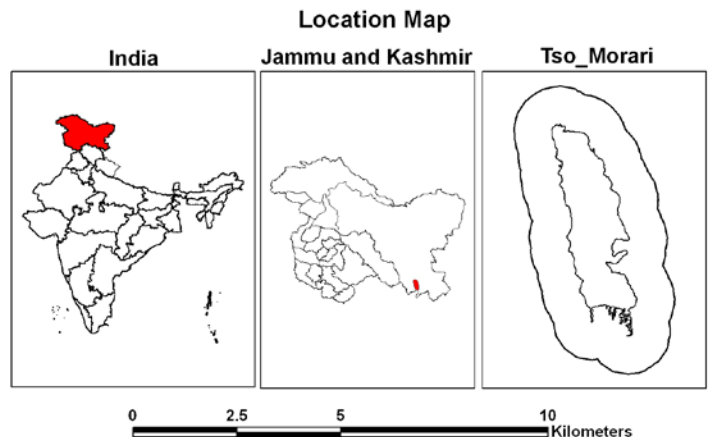 Location Map
India
Jammu and Kashmir
Tso_Morari
0 2.5 5 10
Kilometers